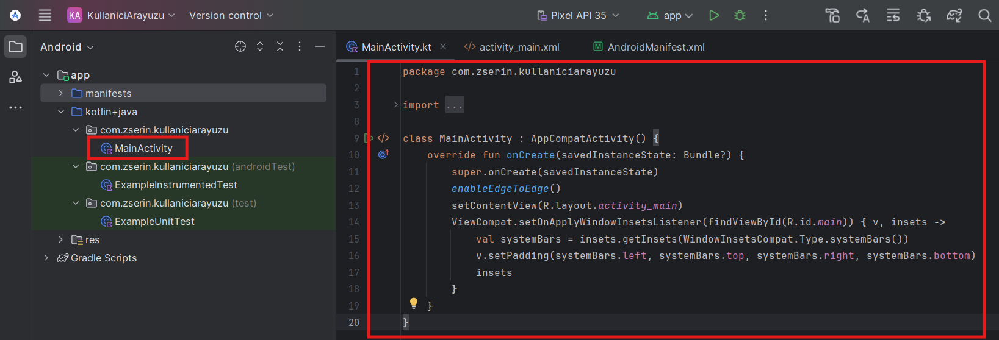 KA KullaniciArayuzu Version control Pixel API 35 app
Android
MainActivity.kt activity_main.xml M AndroidManifest.xml
app
manifests
kotlin+java
com.zserin.kullaniciarayuzu
MainActivity
com.zserin.kullaniciarayuzu (androidTest)
ExampleInstrumentedTest
com.zserin.kullaniciarayuzu (test)
ExampleUnitTest
res
Gradle Scripts
1 package com.zserin.kullaniciarayuzu
2
3 import ...
8
9 class MainActivity : AppCompatActivity() {
10 override fun onCreate(savedInstanceState: Bundle?) {
11 super.onCreate(savedInstanceState)
12 enableEdgeToEdge()
13 setContentView(R.layout.activity_main)
14 ViewCompat.setOnApplyWindowInsetsListener(findViewById(R.id.main)) { v, insets ->
15 val systemBars = insets.getInsets(WindowInsetsCompat.Type.systemBars())
16 v.setPadding(systemBars.left, systemBars.top, systemBars.right, systemBars.bottom)
17 insets
18 }
19 }
20 }